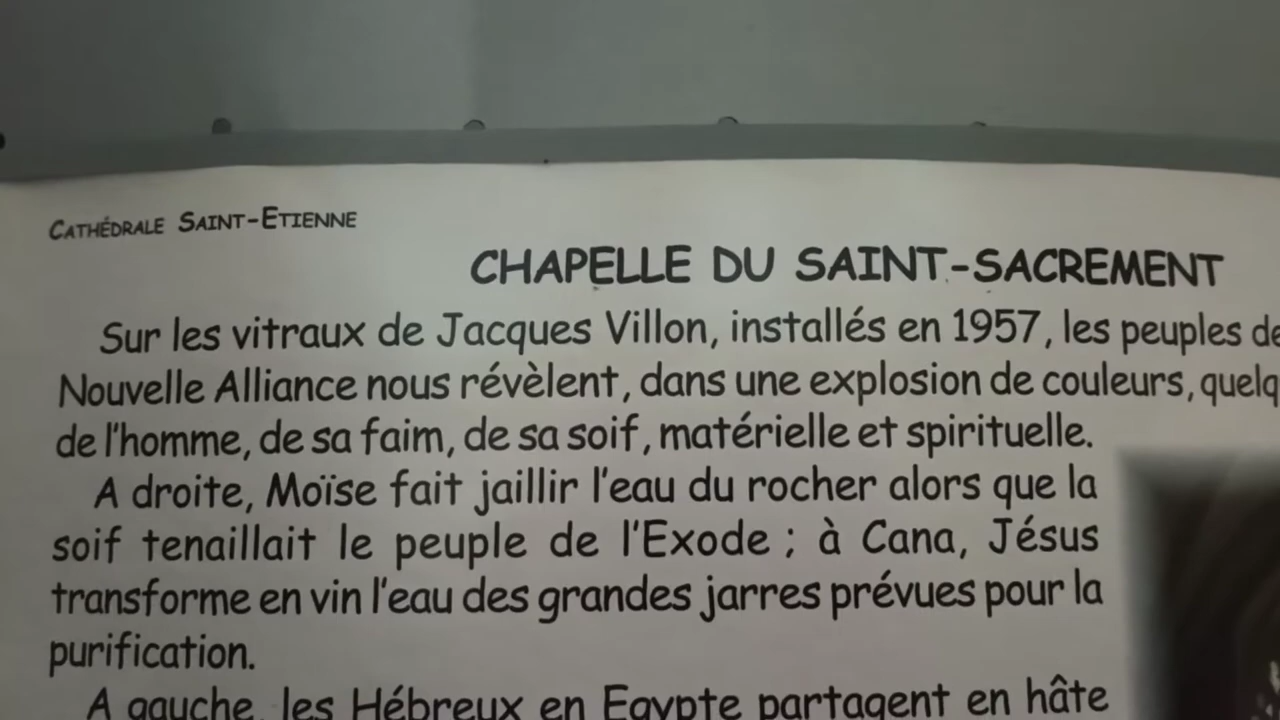 CATHÉDRALE SAINT-ETIENNE
CHAPELLE DU SAINT-SACREMENT
Sur les vitraux de Jacques Villon, installés en 1957, les peuples de
Nouvelle Alliance nous révèlent, dans une explosion de couleurs,
de l'homme, de sa faim, de sa soif, matérielle et spirituelle.
A droite, Moïse fait jaillir l'eau du rocher alors que la
soif tenaillait le peuple de l'Exode ; à Cana, Jésus
transforme en vin l'eau des grandes jarres prévues pour la
purification.
A gauche, les Hébreux en Egypte partagent en hâte